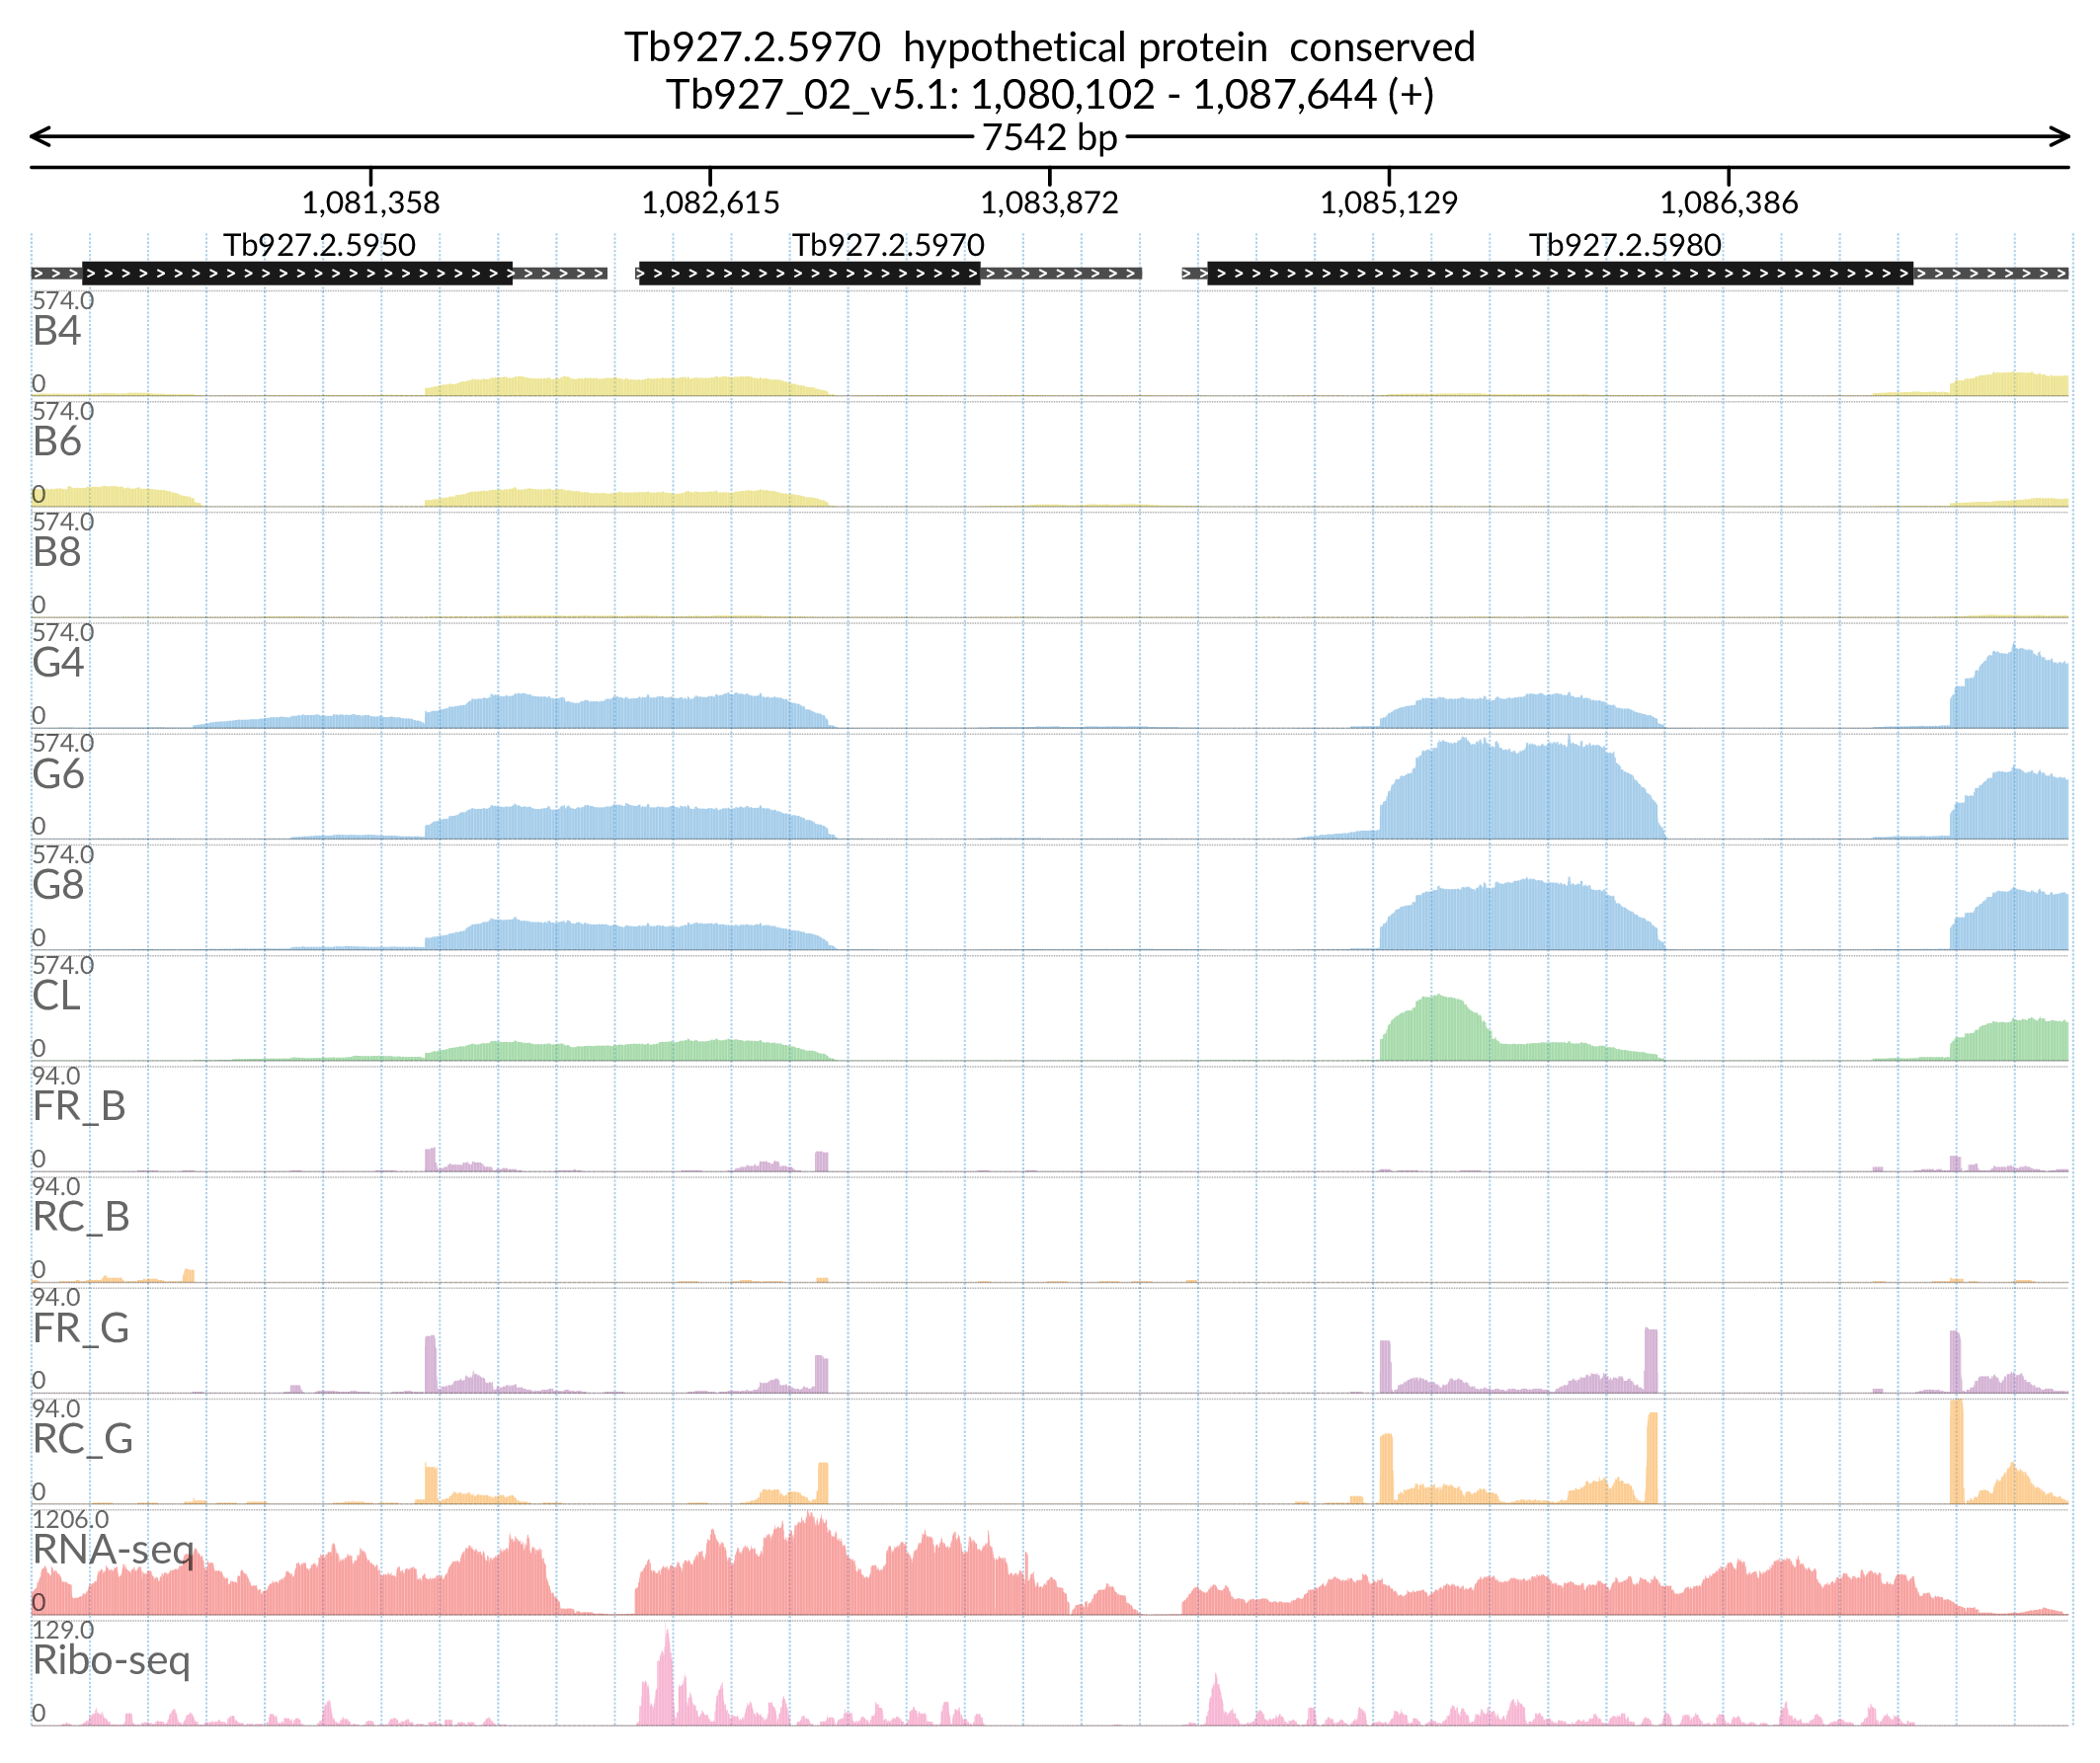 Tb927.2.5970 hypothetical protein conserved
Tb927_02_v5.1: 1,080,102 - 1,087,644 (+)
7542 bp
1,081,358 1,082,615 1,083,872 1,085,129 1,086,386
Tb927.2.5950 Tb927.2.5970 Tb927.2.5980
574.0
B4
0
574.0
B6
0
574.0
B8
0
574.0
G4
0
574.0
G6
0
574.0
G8
0
574.0
CL
0
94.0
FR_B
0
94.0
RC_B
0
94.0
FR_G
0
94.0
RC_G
0
1206.0
RNA-seq
0
129.0
Ribo-seq
0